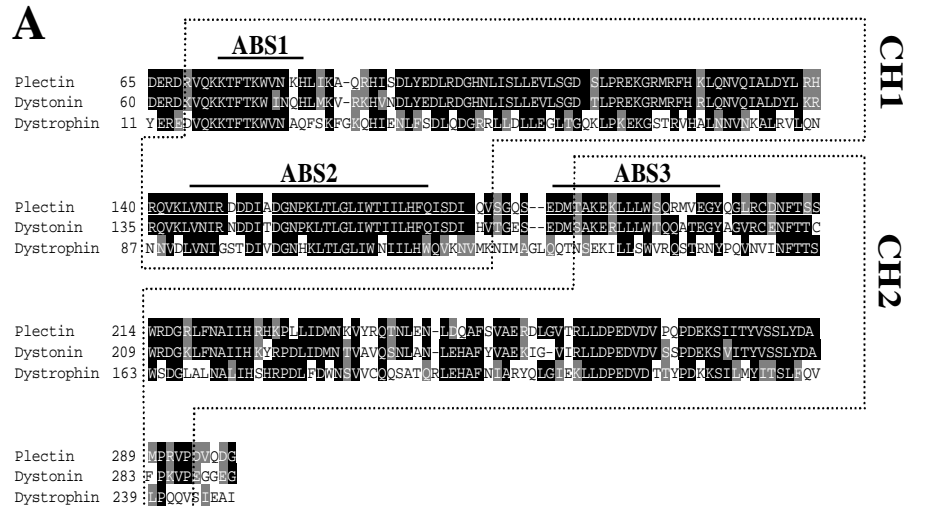 A
ABS1
Plectin 65 DERDRVQKKTFTKWVNKHLIKA-QRHISDLYEDLRDGHNLISLLEVLSGDSLPREKGRMRFHKLQNVQIALDYLRH
Dystonin 60 DERDKVQKKTFTKWINQHLMKV-RKHVNDLYEDLRDGHNLISLLEVLSGDTLPREKGRMRFHRLQNVQIALDYLKR
Dystrophin 11 YEREDVQKKTFTKWVNAQFSKFGKQHIENLFSDLQDGRRLLDLLEGLTGQKLPKEKGSTRVHALNNVNKALRVLQN
CH1
ABS2 ABS3
Plectin 140 RQVKLVNIRDDDIADGNPKLTLGLIWTIILHFQISDIQVSGQS--EDMTAKEKLLLWSQRMVEGYQGLRCDNFTSS
Dystonin 135 RQVKLVNIRNDDITDGNPKLTLGLIWTIILHFQISDIHVTGES--EDMSAKERLLLWTQQATEGYAGVRCENFTTC
Dystrophin 87 NNVDLVNIGSTDIVDGNHKLTLGLIWNIILHWQVKNVMKNIMAGLQQTNSEKILLSWVRQSTRNYPQVNVINFTTS
CH2
Plectin 214 WRDGRLFNAIIHRHKPLLIDMNKVYRQTNLEN-LDQAFSVAERDLGVTRLLDPEDVDVPQPDEKSIITYVSSLYDA
Dystonin 209 WRDGKLFNAIIHKYRPDLIDMNTVAVQSNLAN-LEHAFYVAEKIG-VIRLLDPEDVDVSSPDEKSVITYVSSLYDA
Dystrophin 163 WSDGLALNALIHSHRPDLFDWNSVVCQQSATQRLEHAFNIARYQLGIEKLLDPEDVDTTYPDKKSILMYITSLFQV
Plectin 289 MPRVPDVQDG
Dystonin 283 FPKVPEGGEG
Dystrophin 239 LPQQVSIEAI